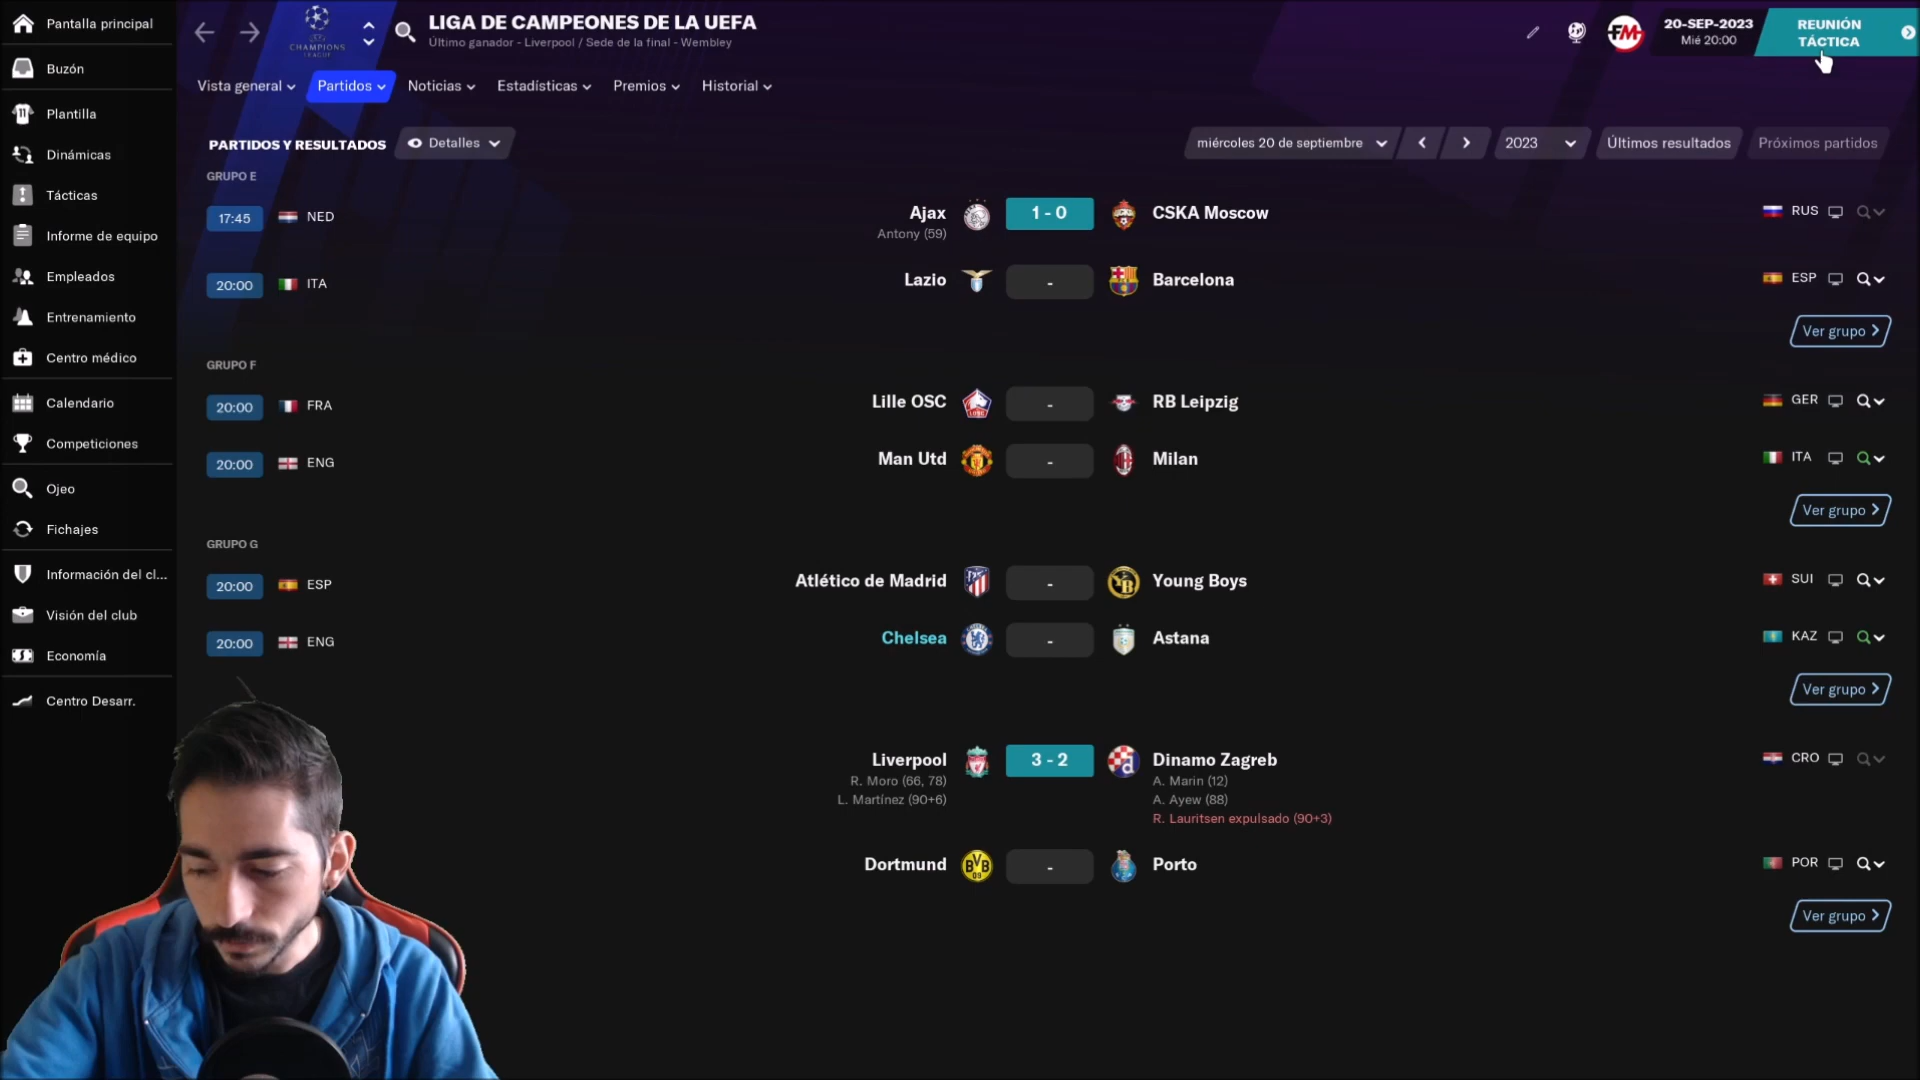 Pantalla principal
Buzón
Plantilla
Dinámicas
Tácticas
Informe de equipo
Empleados
Entrenamiento
Centro médico
Calendario
Competiciones
Ojeo
Fichajes
Información del cl...
Visión del club
Economía
Centro Desarr.
CHAMPIONS
LEAGUE
LIGA DE CAMPEONES DE LA UEFA
Último ganador - Liverpool / Sede de la final - Wembley
FM
20-SEP-2023
Mié 20:00
REUNIÓN
TÁCTICA
Vista general
Partidos
Noticias
Estadísticas
Premios
Historial
PARTIDOS Y RESULTADOS
Detalles
miércoles 20 de septiembre
2023
Últimos resultados
Próximos partidos
GRUPO E
17:45 NED Ajax 1 - 0 CSKA Moscow RUS
Antony (59)
20:00 ITA Lazio - Barcelona ESP
Ver grupo
GRUPO F
20:00 FRA Lille OSC - RB Leipzig GER
20:00 ENG Man Utd - Milan ITA
Ver grupo
GRUPO G
20:00 ESP Atlético de Madrid - Young Boys SUI
20:00 ENG Chelsea - Astana KAZ
Ver grupo
Liverpool 3 - 2 Dinamo Zagreb CRO
R. Moro (66, 78) A. Marin (12)
L. Martínez (90+6) A. Ayew (88)
R. Lauritsen expulsado (90+3)
Dortmund - Porto POR
Ver grupo